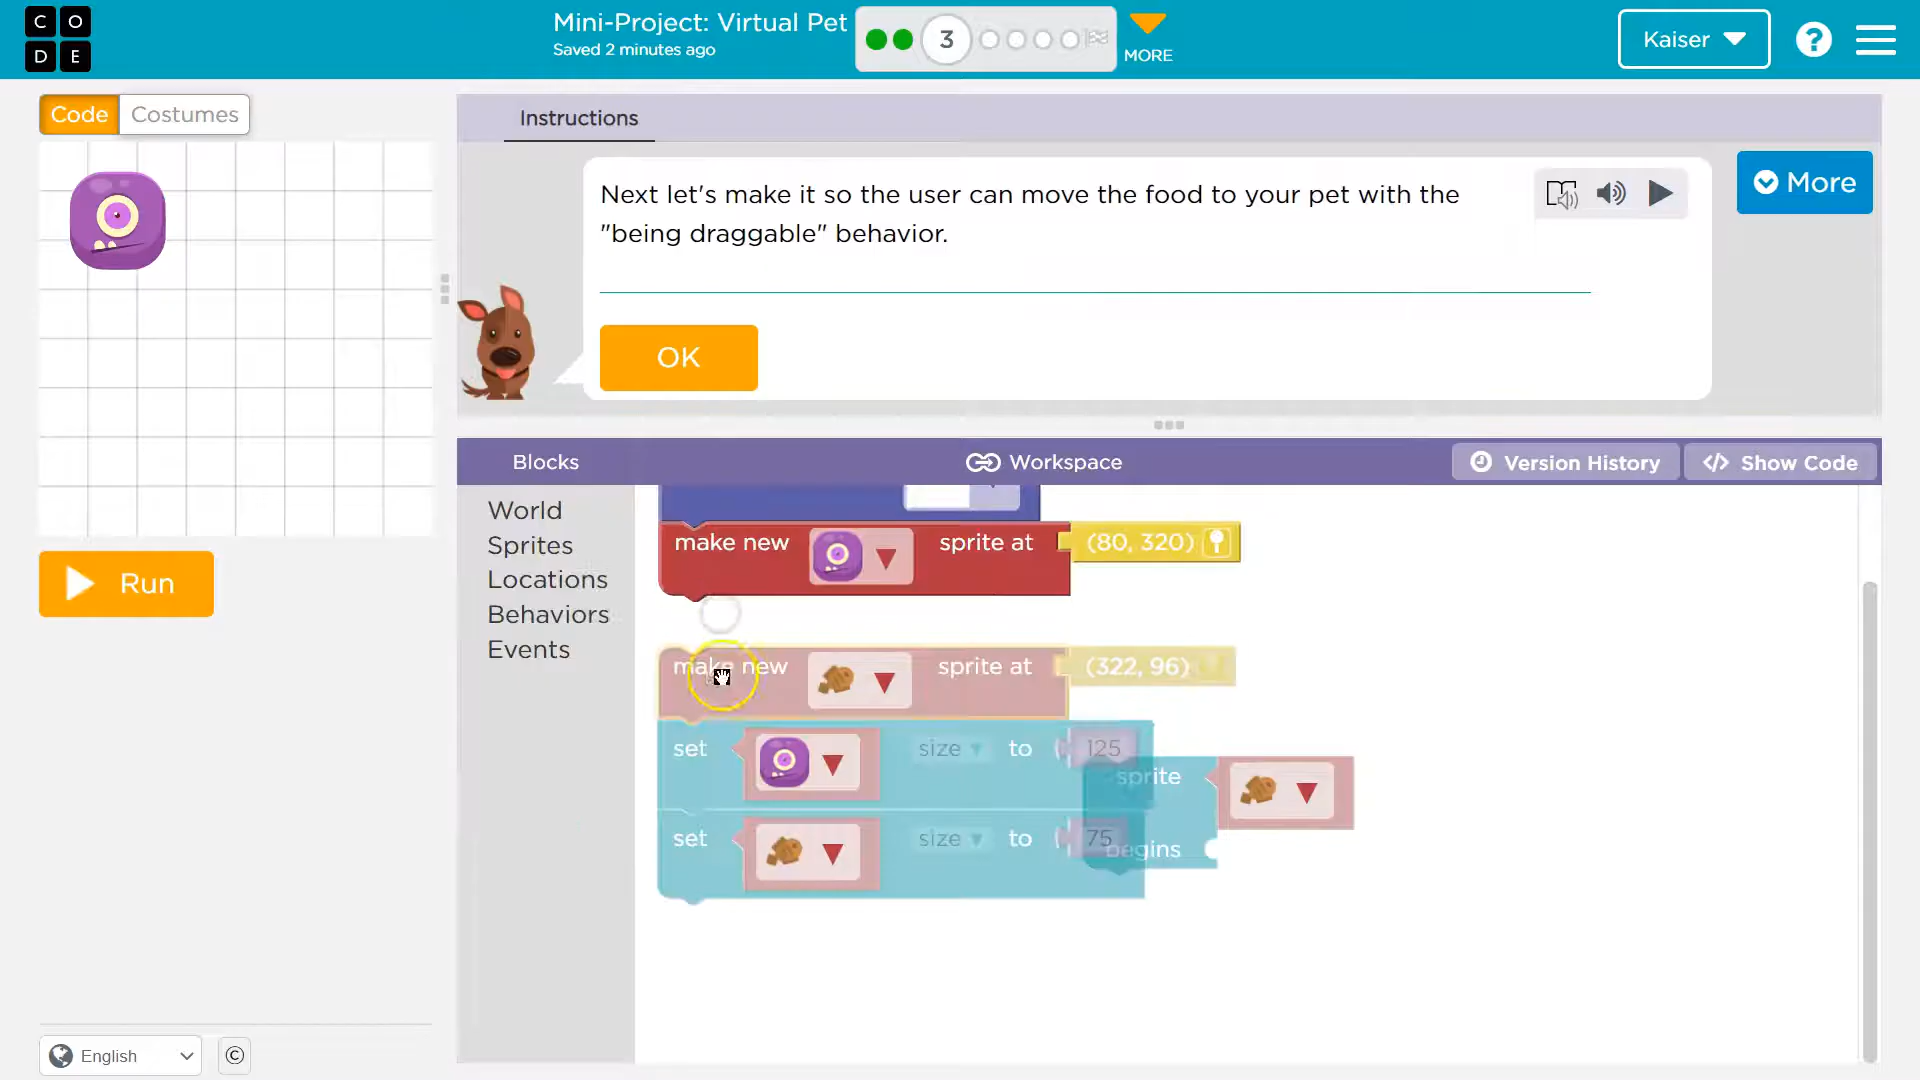 C O
D E
Mini-Project: Virtual Pet
Saved 2 minutes ago
3
MORE
Kaiser
?
Code
Costumes
Instructions
Next let's make it so the user can move the food to your pet with the
"being draggable" behavior.
More
OK
Run
Blocks
Workspace
Version History
</> Show Code
World
Sprites
Locations
Behaviors
Events
make new sprite at (80, 320)
make new sprite at (322, 96)
set size to 125
sprite
set size to 75
begins
English
©